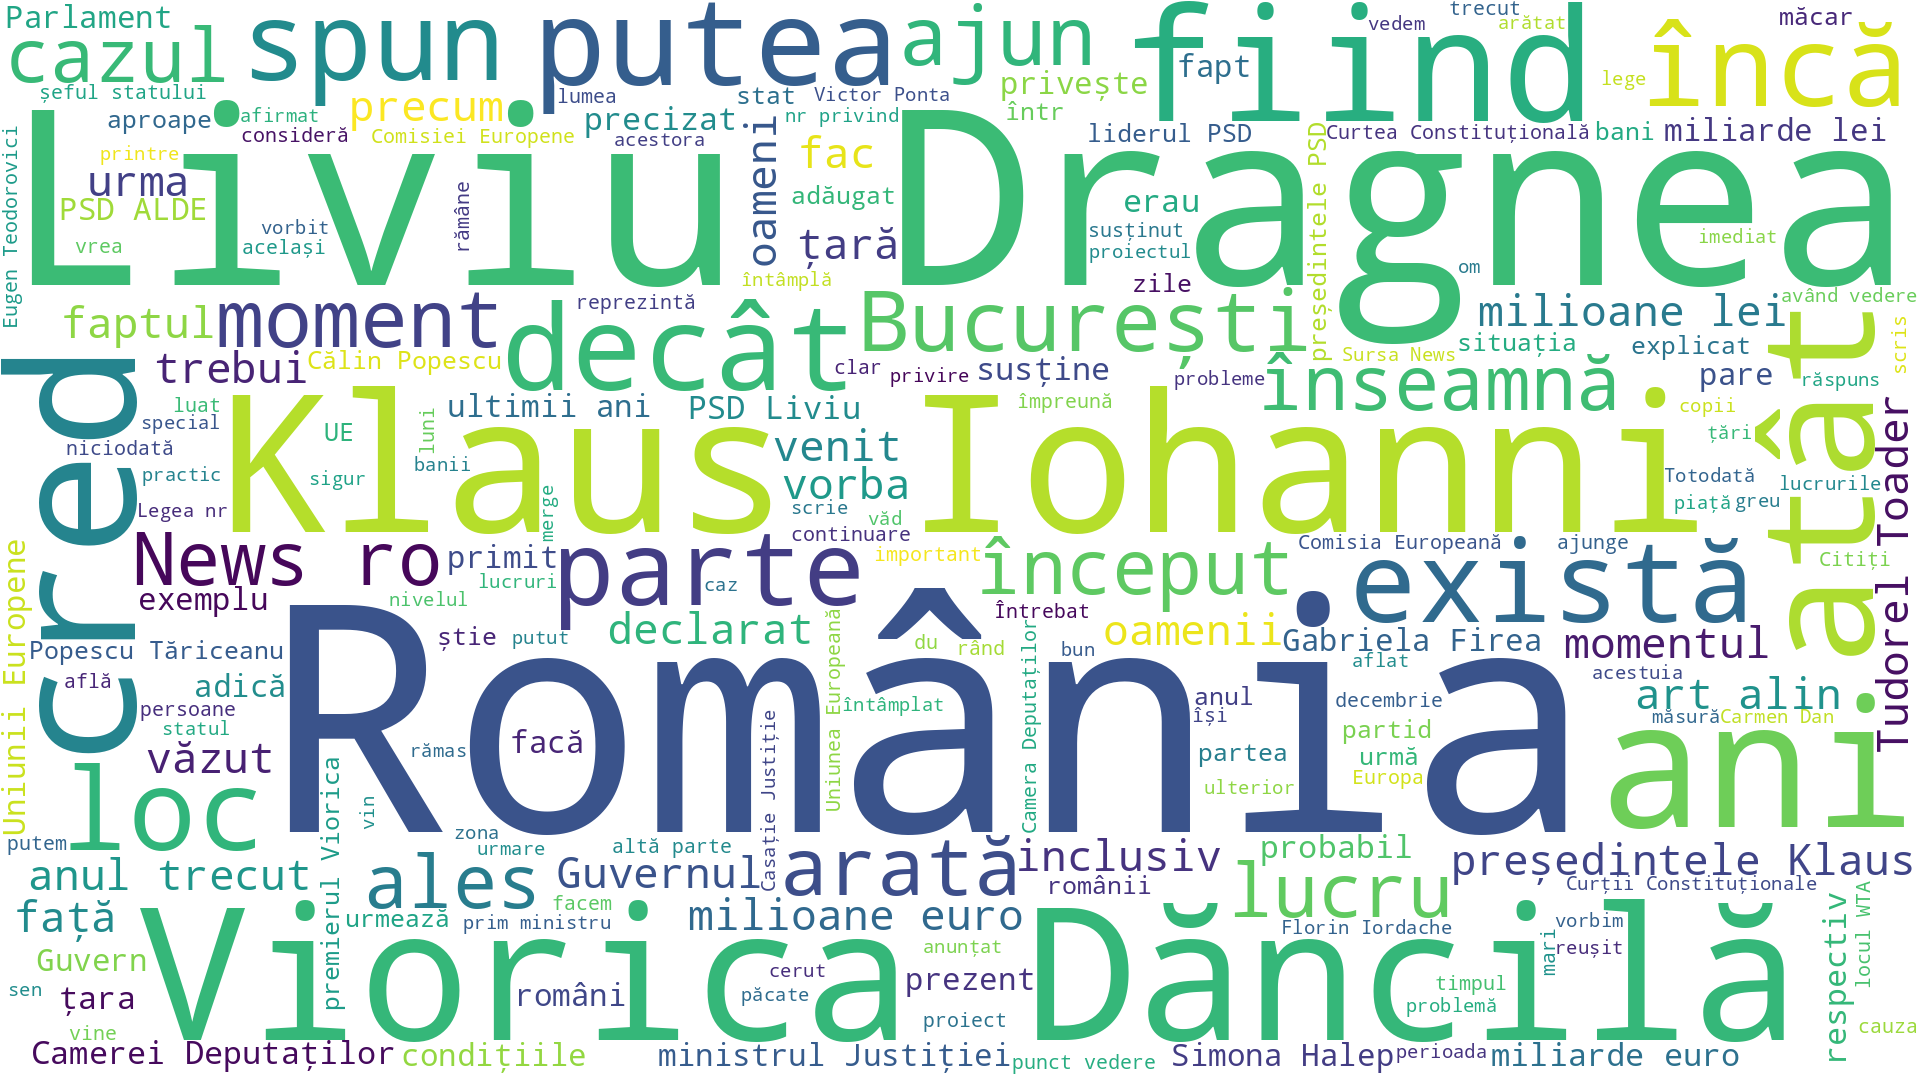 Parlament
cazul
spun
putea
ajun
fiind
fapt
vedem
trecut
arătat
măcar
încă
lege
șeful statului
precum
lumea
stat
Victor Ponta
privește
într
aproape
afirmat
consideră
Comisiei Europene
precizat
acestora
nr privind
liderul PSD
Curtea Constituțională
bani
miliarde lei
Liviu Dragnea
printre
urma
PSD ALDE
vrea
vorbit
același
rămâne
oameni
fac
adăugat
țară
întâmplă
erau
susținut
proiectul
zile
președintele PSD
om
imediat
Eugen Teodorovici
faptul
moment
reprezintă
decât
București
milioane lei
având vedere
Sursa News
situația
explicat
scris
trebui
Călin Popescu
clar
privire
susține
probleme
înseamnă
pare
răspuns
atât
cred
luat
special
niciodată
practic
UE
sigur
luni
banii
ultimii ani
PSD Liviu
împreună
venit
vorba
copii
țări
Klaus Iohanni
Totodată
lucrurile
piață
greu
Tudorel Toader
Legea nr
merge
scrie
văd
continuare
News ro
primit
parte
important
început
Comisia Europeană
ajunge
există
Citiți
exemplu
lucruri
nivelul
caz
Întrebat
Uniunii Europene
Popescu Tăriceanu
știe
putut
declarat
Uniunea Europeană
du
rând
Camera Deputaților
bun
oamenii
Gabriela Firea
aflat
momentul
acestuia
află
adică
persoane
statul
România
întâmplat
anul
își
decembrie
art alin
măsură
Carmen Dan
văzut
rămas
facă
Casație Justiție
partea
partid
urmă
Europa
ulterior
ani
loc
premierul Viorica
vin
putem
zona
urmare
altă parte
arată
inclusiv
probabil
președintele Klaus
anul trecut
ales
Guvernul
românii
lucru
Curții Constituționale
față
urmează
facem
prim ministru
milioane euro
Florin Iordache
vorbim
reușit
mari
respectiv
locul WTA
Guvern
Viorica Dăncilă
anunțat
cerut
prezent
timpul
problemă
sen
țara
români
păcate
proiect
vine
cauza
Camerei Deputaților
condițiile
ministrul Justiției
punct vedere
Simona Halep
perioada
miliarde euro